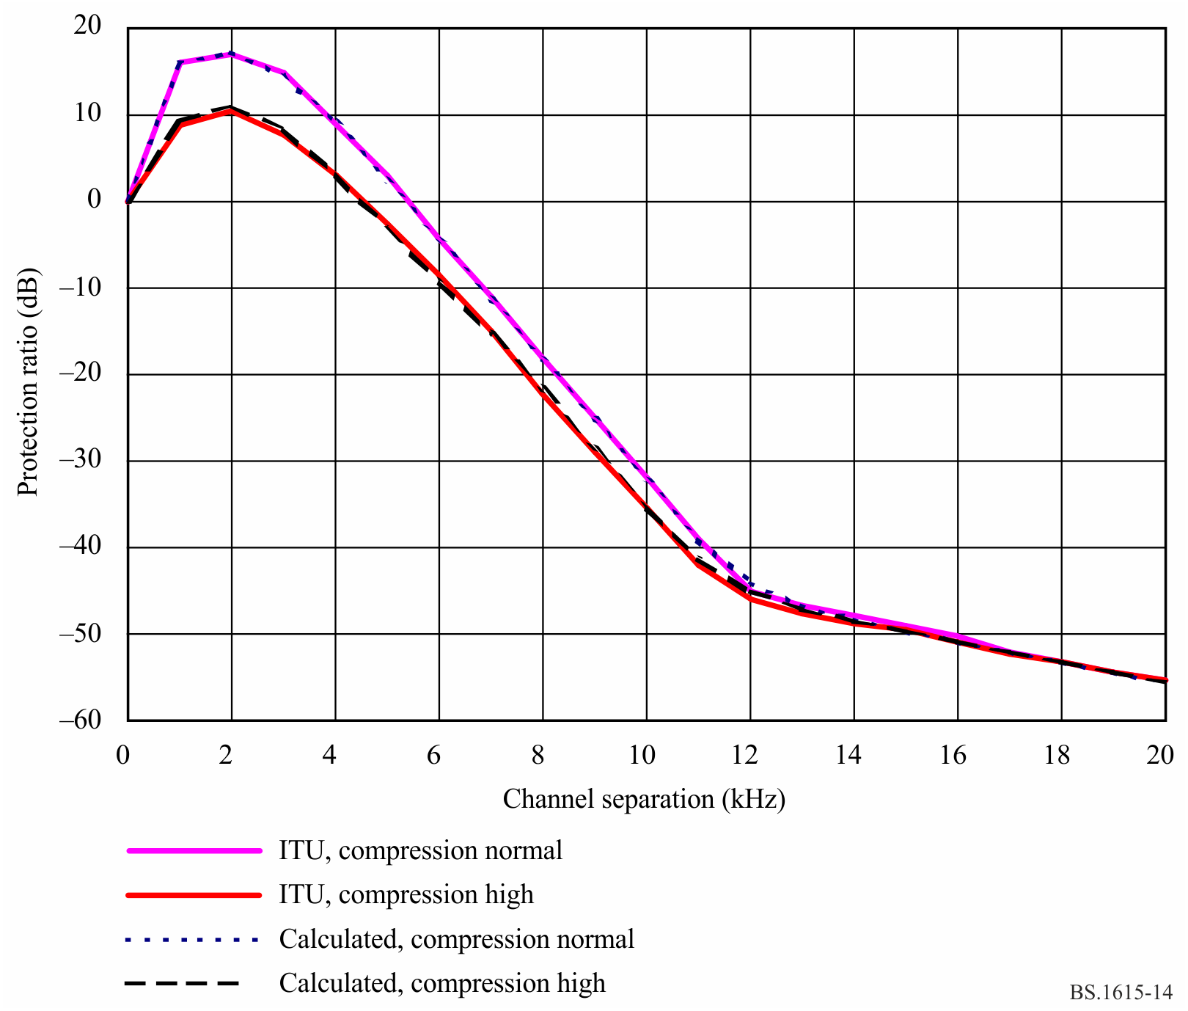 20
10
0
–10
–20
–30
–40
–50
–60
Protection ratio (dB)
0 2 4 6 8 10 12 14 16 18 20
Channel separation (kHz)
ITU, compression normal
ITU, compression high
Calculated, compression normal
Calculated, compression high
BS.1615-14